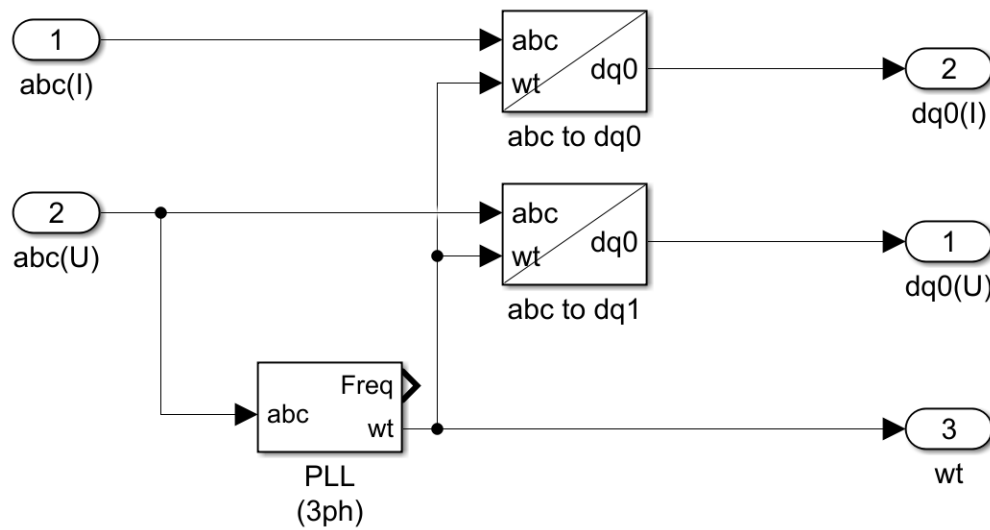 1
abc(I)
abc
wt
dq0
abc to dq0
2
dq0(I)
2
abc(U)
abc
wt
dq0
abc to dq1
1
dq0(U)
abc
Freq
wt
PLL
(3ph)
3
wt